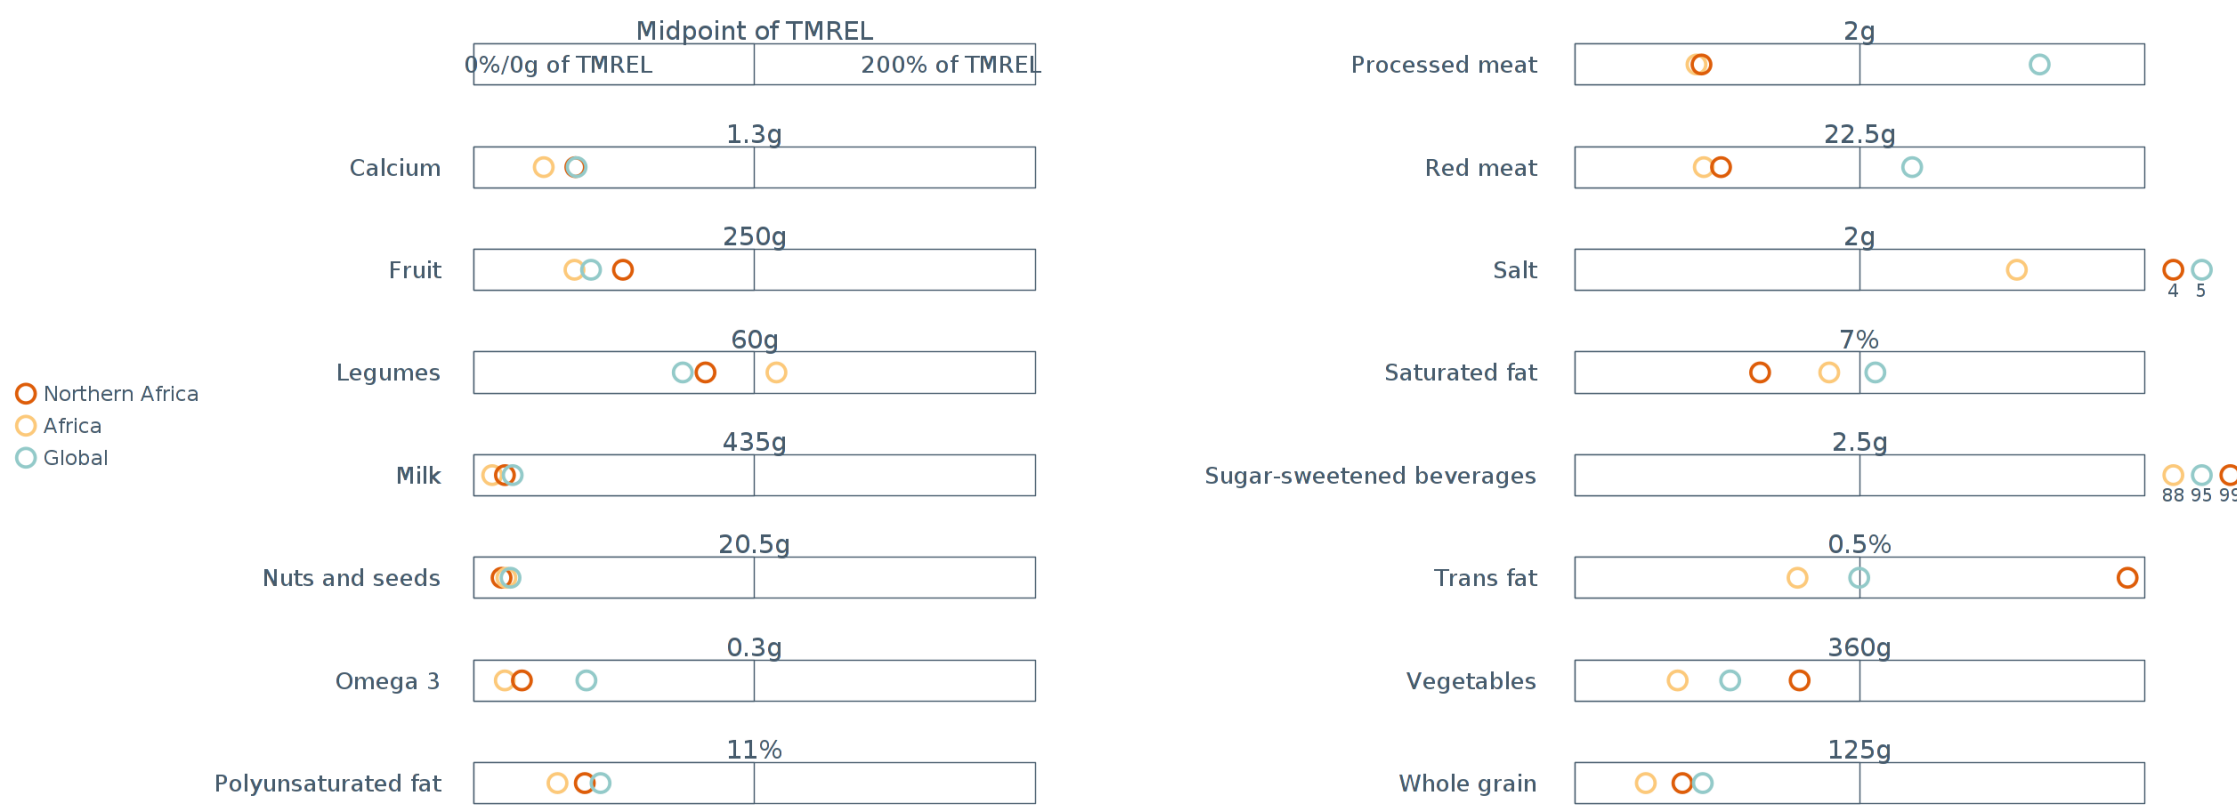 Midpoint of TMREL
0%/0g of TMREL
200% of TMREL
1.3g
Calcium
250g
Fruit
60g
Legumes
435g
Milk
20.5g
Nuts and seeds
0.3g
Omega 3
11%
Polyunsaturated fat
Northern Africa
Africa
Global
2g
Processed meat
22.5g
Red meat
2g
Salt
4 5
7%
Saturated fat
2.5g
Sugar-sweetened beverages
88 95 99
0.5%
Trans fat
360g
Vegetables
125g
Whole grain